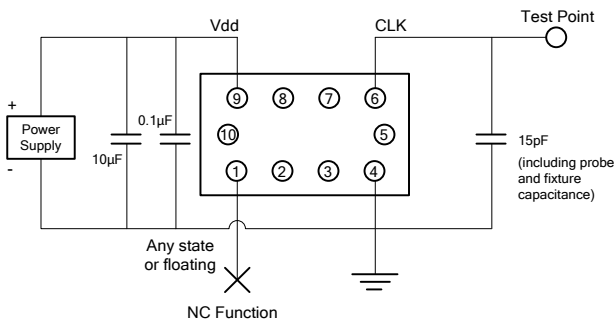 Test Point
Vdd
CLK
+
Power
Supply
-
10µF
0.1µF
9
8
7
6
10
5
1
2
3
4
15pF
(including probe
and fixture
capacitance)
Any state
or floating
NC Function